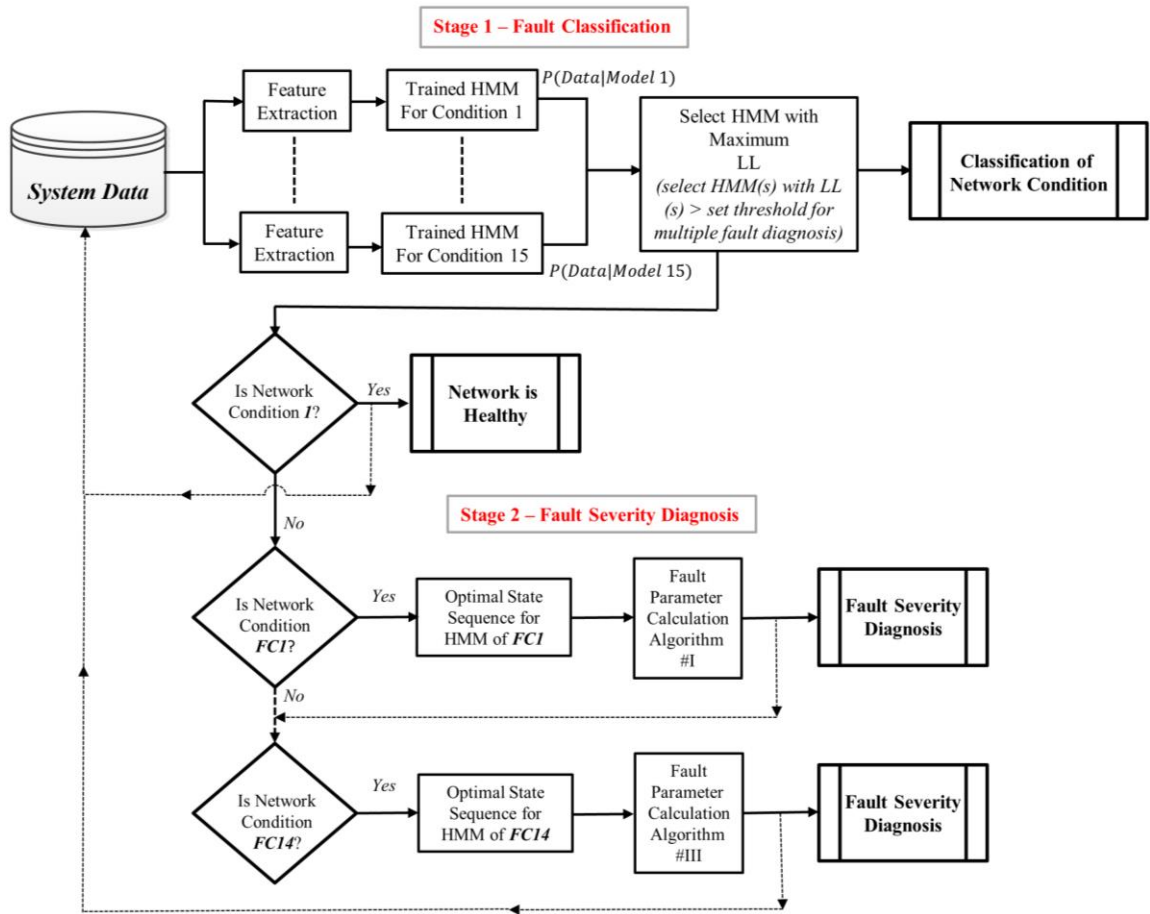 Stage 1 – Fault Classification
Feature
Extraction
Trained HMM
For Condition 1
P(Data|Model 1)
System Data
Feature
Extraction
Trained HMM
For Condition 15
P(Data|Model 15)
Select HMM with
Maximum
LL
(select HMM(s) with LL
(s) > set threshold for
multiple fault diagnosis)
Classification of
Network Condition
Is Network
Condition 1?
Yes
Network is
Healthy
No
Stage 2 – Fault Severity Diagnosis
Is Network
Condition
FC1?
Yes
Optimal State
Sequence for
HMM of FC1
Fault
Parameter
Calculation
Algorithm
#I
Fault Severity
Diagnosis
No
Is Network
Condition
FC14?
Yes
Optimal State
Sequence for
HMM of FC14
Fault
Parameter
Calculation
Algorithm
#III
Fault Severity
Diagnosis